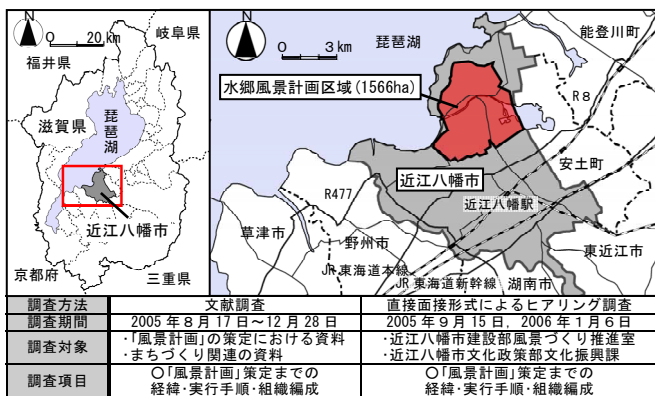 N
0 20 km
岐阜県
福井県
滋賀県
琵琶湖
近江八幡市
京都府
三重県
N
0 3 km
琵琶湖
能登川町
水郷風景計画区域(1566ha)
R8
安土町
近江八幡市
R477
近江八幡駅
草津市
野州市
東近江市
JR東海道本線
JR東海道新幹線
湖南市
調査方法 文献調査 直接面接形式によるヒアリング調査
調査期間 2005年8月17日~12月28日 2005年9月15日, 2006年1月6日
調査対象 ・「風景計画」の策定における資料 ・近江八幡市建設部風景づくり推進室
・まちづくり関連の資料 ・近江八幡市文化政策部文化振興課
調査項目 〇「風景計画」策定までの 〇「風景計画」策定までの
経緯・実行手順・組織編成 経緯・実行手順・組織編成